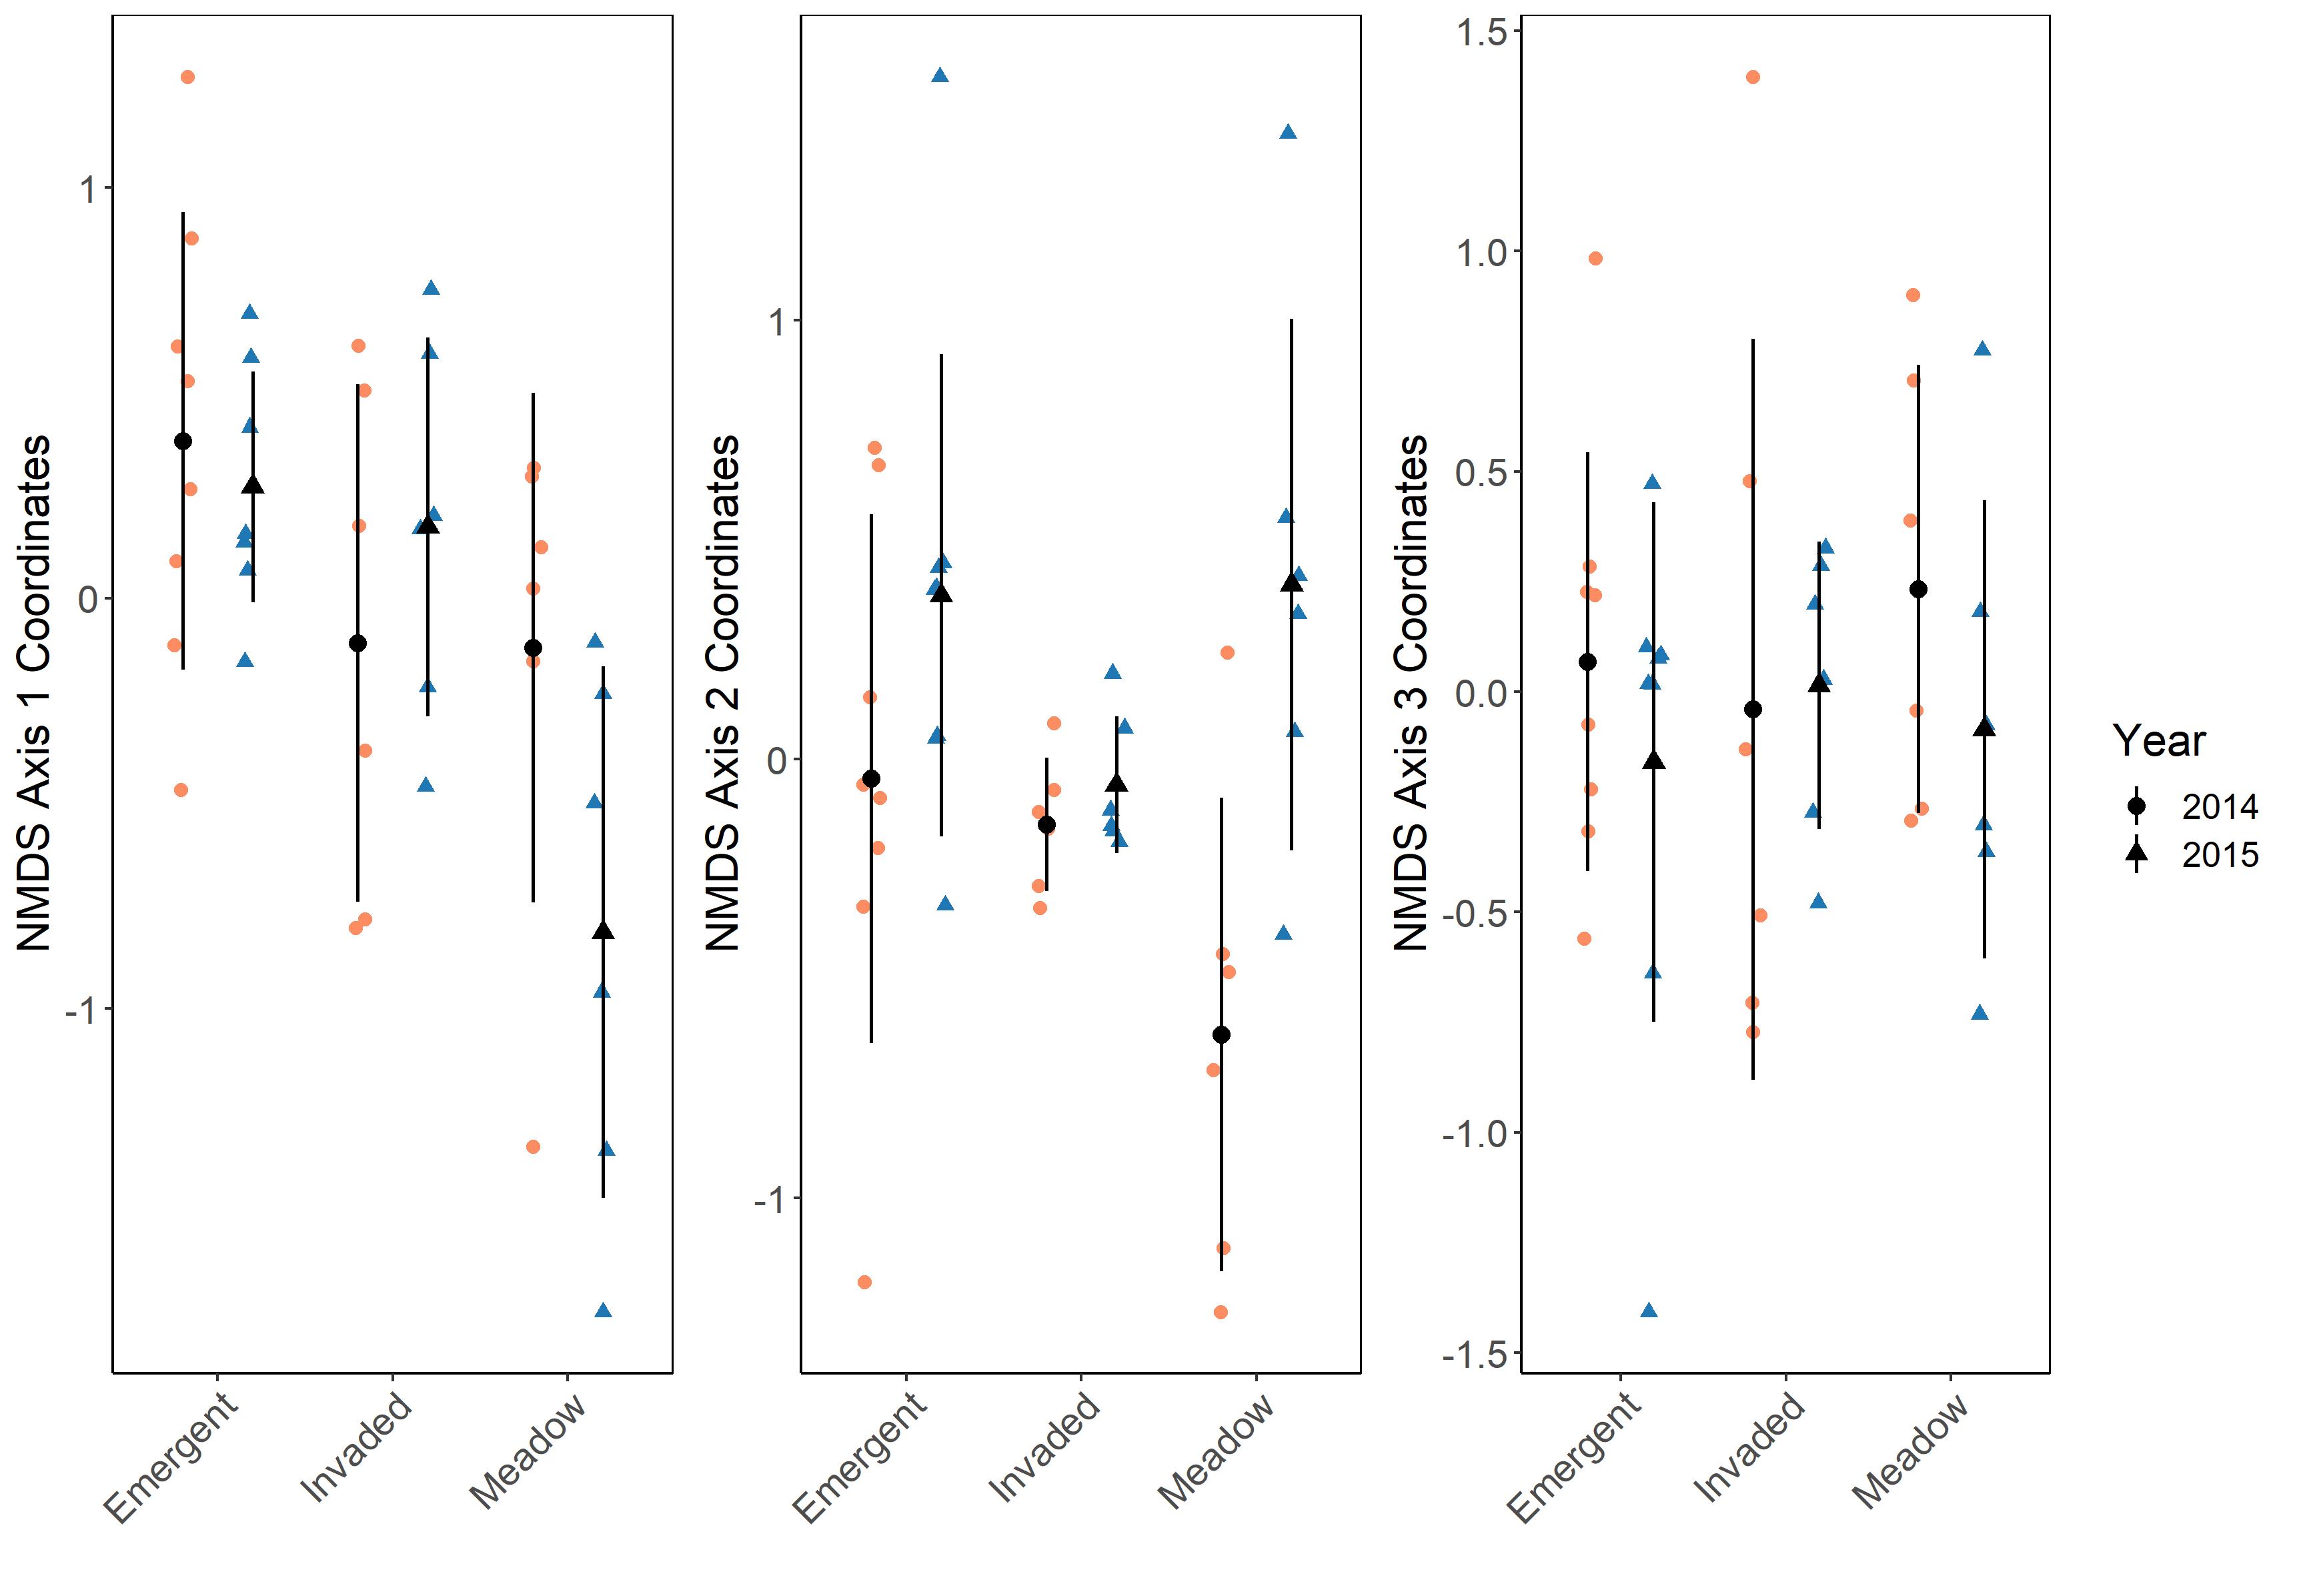 NMDS Axis 1 Coordinates
1
0
-1
Emergent
Invaded
Meadow
NMDS Axis 2 Coordinates
1
0
-1
Emergent
Invaded
Meadow
NMDS Axis 3 Coordinates
1.5
1.0
0.5
0.0
-0.5
-1.0
-1.5
Emergent
Invaded
Meadow
Year
2014
2015